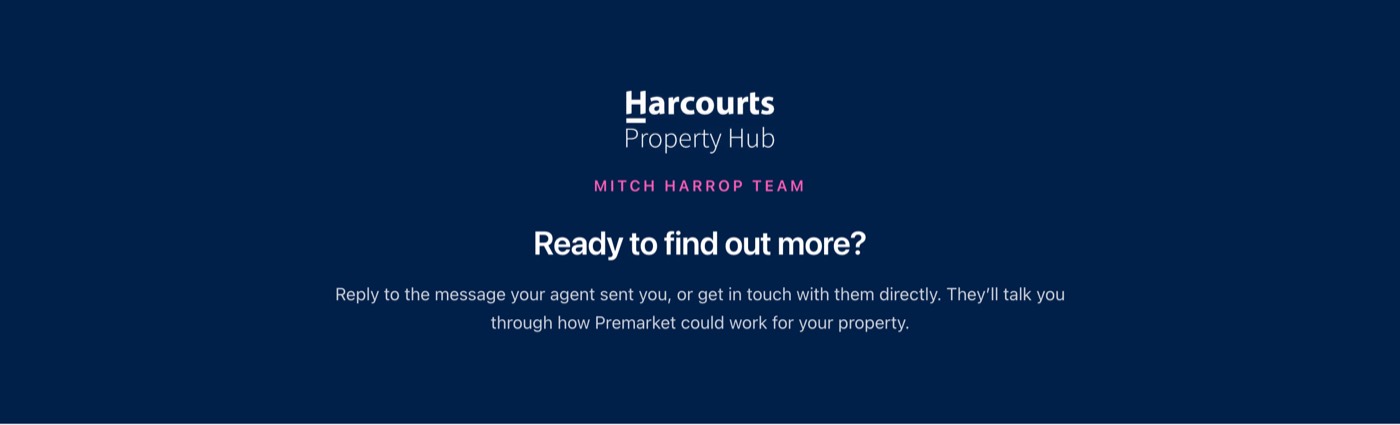 Harcourts
Property Hub
MITCH HARROP TEAM
Ready to find out more?
Reply to the message your agent sent you, or get in touch with them directly. They’ll talk you
through how Premarket could work for your property.